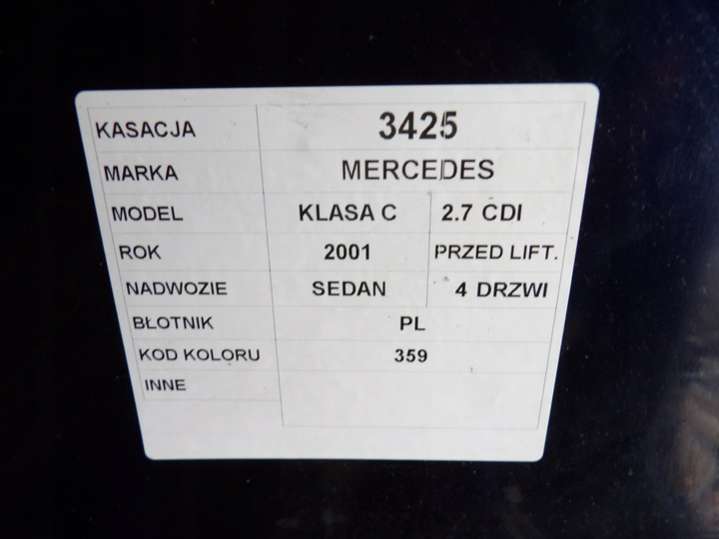 KASACJA 3425
MARKA MERCEDES
MODEL KLASA C 2.7 CDI
ROK 2001 PRZED LIFT.
NADWOZIE SEDAN 4 DRZWI
BŁOTNIK PL
KOD KOLORU 359
INNE